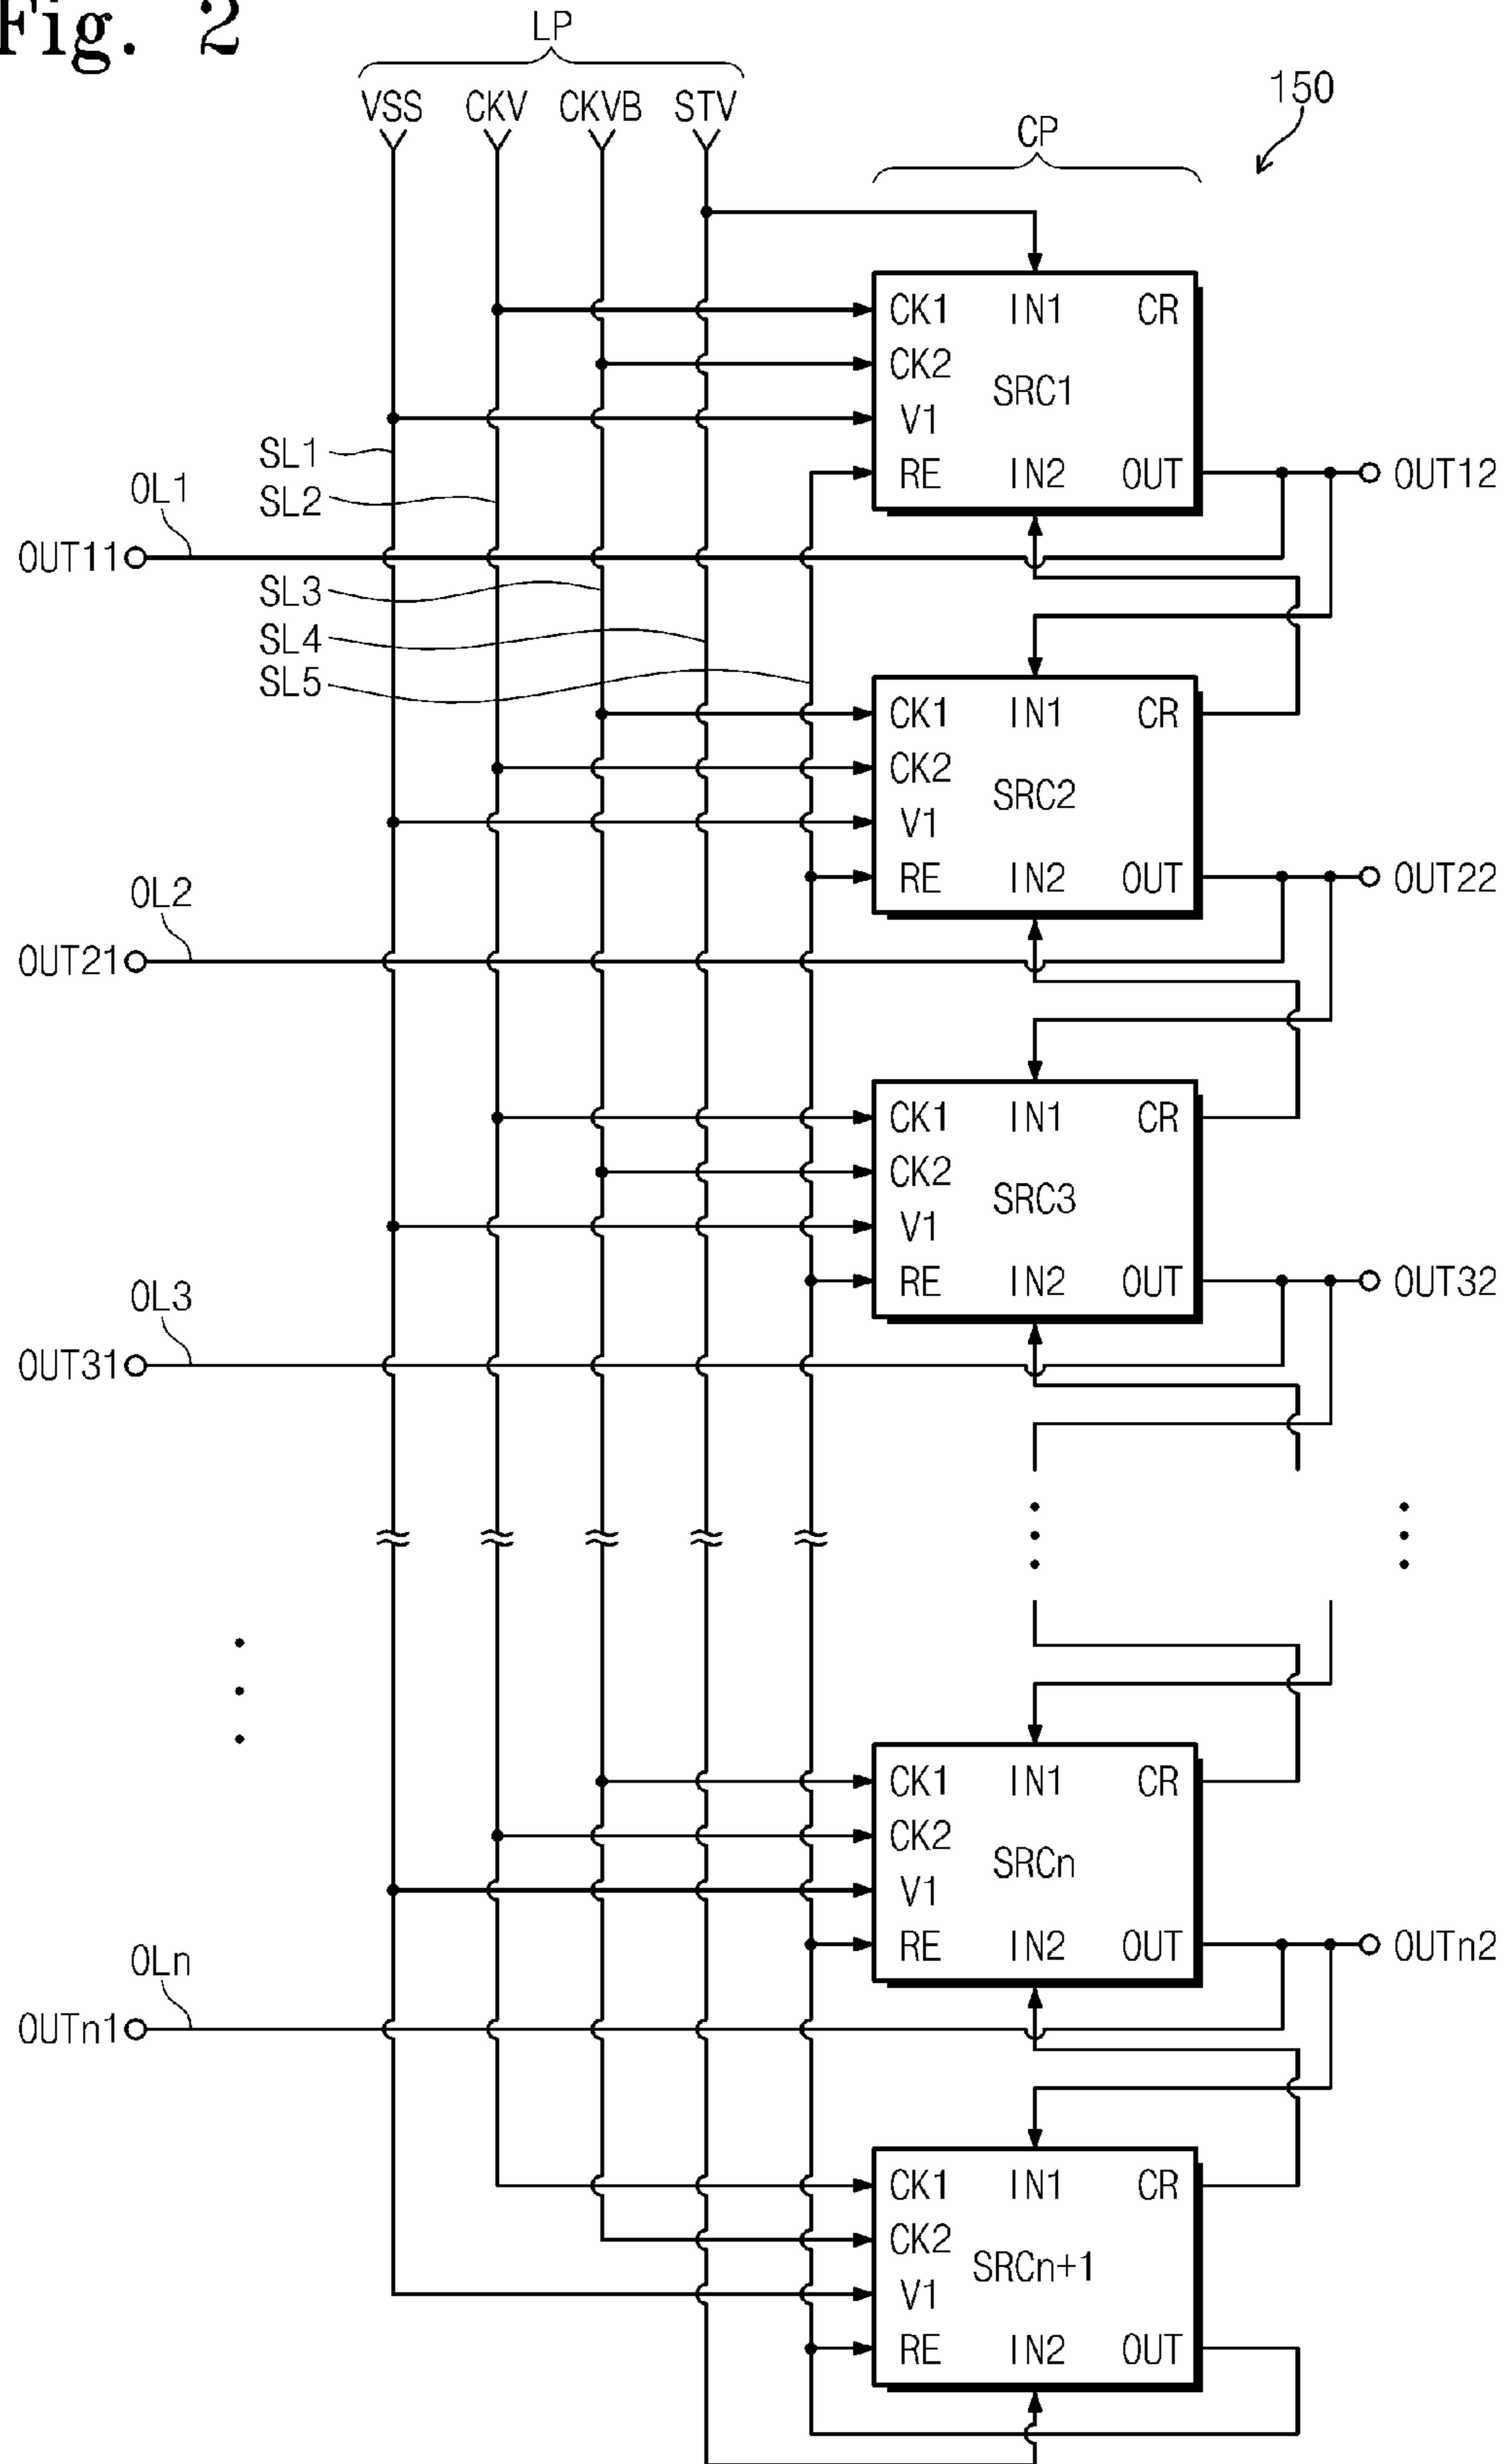 Fig. 2
LP
VSS CKV CKVB STV
150
CP
CK1 IN1 CR
CK2
SRC1
V1
RE IN2 OUT
OUT12
SL1
SL2
OL1
OUT11
SL3
SL4
SL5
CK1 IN1 CR
CK2
SRC2
V1
RE IN2 OUT
OUT22
OL2
OUT21
CK1 IN1 CR
CK2
SRC3
V1
RE IN2 OUT
OUT32
OL3
OUT31
CK1 IN1 CR
CK2
SRCn
V1
RE IN2 OUT
OUTn2
OLn
OUTn1
CK1 IN1 CR
CK2
SRCn+1
V1
RE IN2 OUT